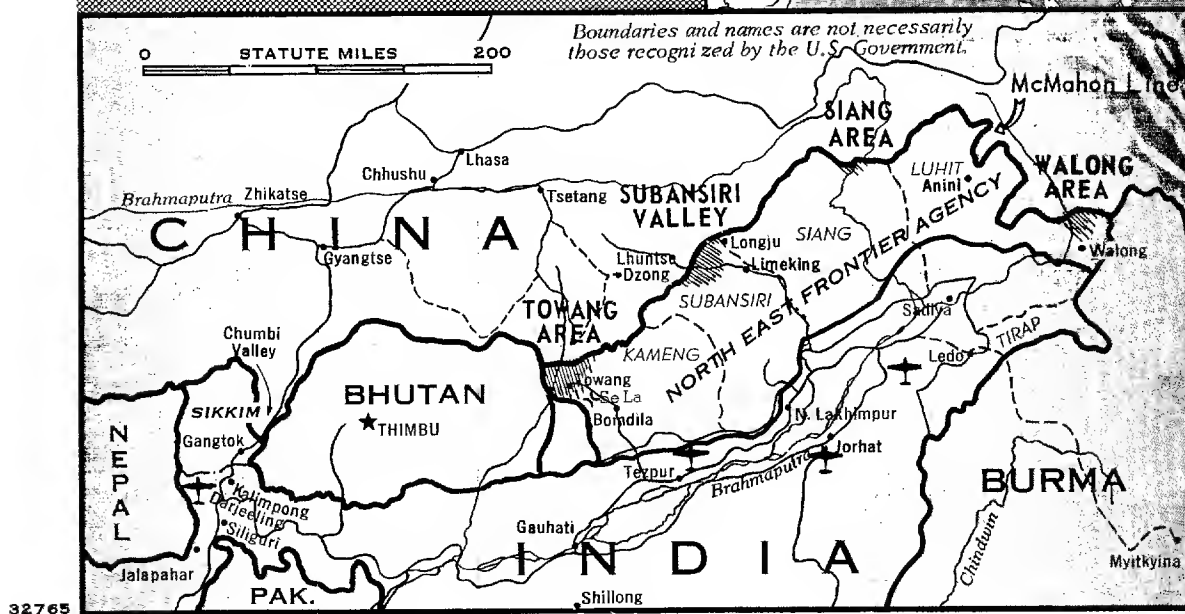 Boundaries and names are not necessarily
those recognized by the U.S. Government.
0 STATUTE MILES 200
McMahon Line
SIANG
AREA
LUHIT
Anini
WALONG
AREA
Lhasa
Chhushu
Brahmaputra Zhikatse
Tsetang
SUBANSIRI
VALLEY
CHINA
Gyangtse
Longju
SIANG
Limeking
Walong
Lhuntse
Dzong
SUBANSIRI
NORTH EAST FRONTIER AGENCY
TOWANG
AREA
Sadiya
Chumbi
Valley
KAMENG
TIRAP
Ledo
BHUTAN
Towang
Se La
Bomdila
SIKKIM
THIMBU
N. Lakhimpur
NEPAL
Gangtok
Jorhat
Tezpur
Brahmaputra
BURMA
Kalimpong
Darjeeling
Siliguri
Gauhati
INDIA
Chindwin
Jalapahar
Myitkyina
PAK.
Shillong
32765